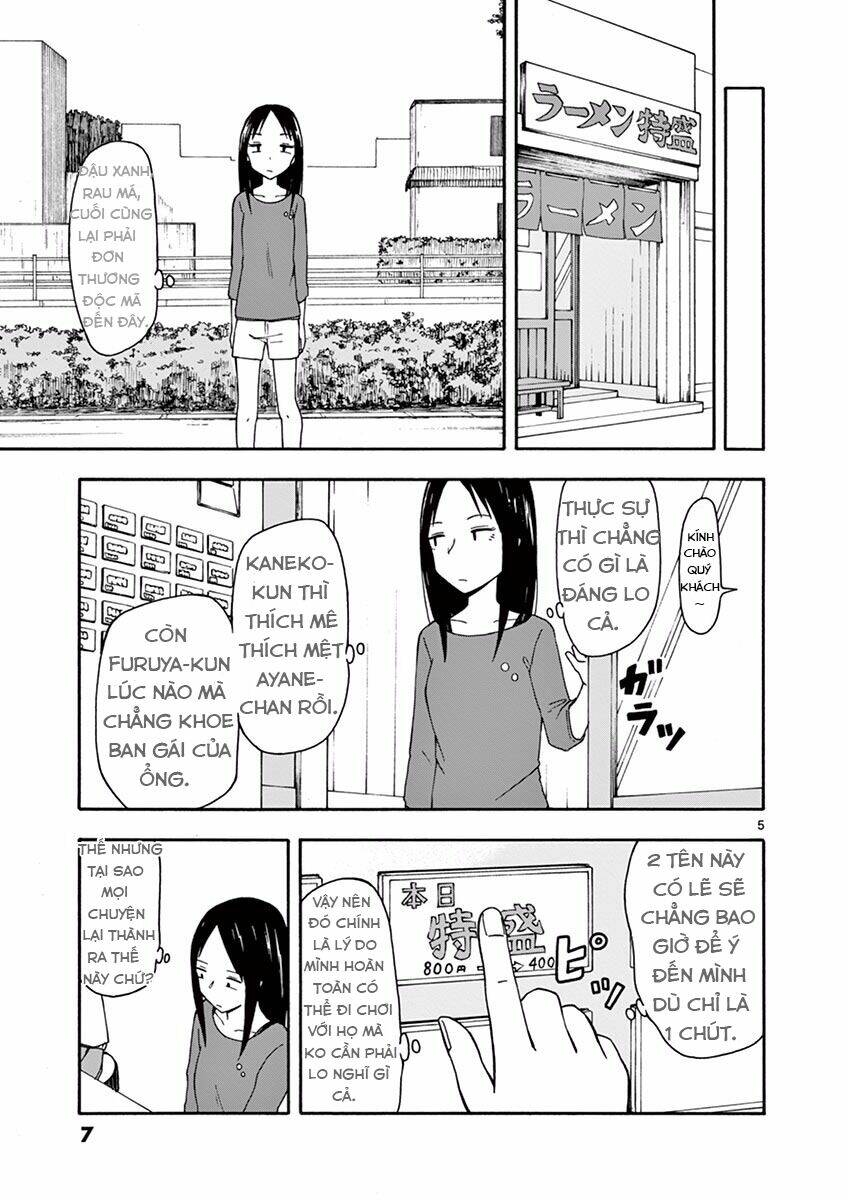 ラーメン特盛
ラーメン
ĐẬU XANH
RAU MÁ,
CUỐI CÙNG
LẠI PHẢI
ĐƠN
THƯƠNG
ĐỘC MÃ
ĐẾN ĐÂY.
KÍNH
CHÀO
QUÝ
KHÁCH
~
THỰC SỰ
THÌ CHẲNG
CÓ GÌ LÀ
ĐÁNG LO
CẢ.
ガラッ
KANEKO-
KUN THÌ
THÍCH MÊ
THÍCH MỆT
AYANE-
CHAN RỒI.
CÒN
FURUYA-KUN
LÚC NÀO MÀ
CHẲNG KHOE
BẠN GÁI CỦA
ỔNG.
5
2 TÊN NÀY
CÓ LẼ SẼ
CHẲNG BAO
GIỜ ĐỂ Ý
ĐẾN MÌNH
DÙ CHỈ LÀ
1 CHÚT.
本日
特盛
800円 → 400
ピッ
VẬY NÊN
ĐÓ CHÍNH
LÀ LÝ DO
MÌNH HOÀN
TOÀN CÓ
THỂ ĐI CHƠI
VỚI HỌ MÀ
KO CẦN PHẢI
LO NGHĨ GÌ
CẢ.
THẾ NHƯNG
TẠI SAO
MỌI
CHUYỆN
LẠI THÀNH
RA THẾ
NÀY CHỨ?
7